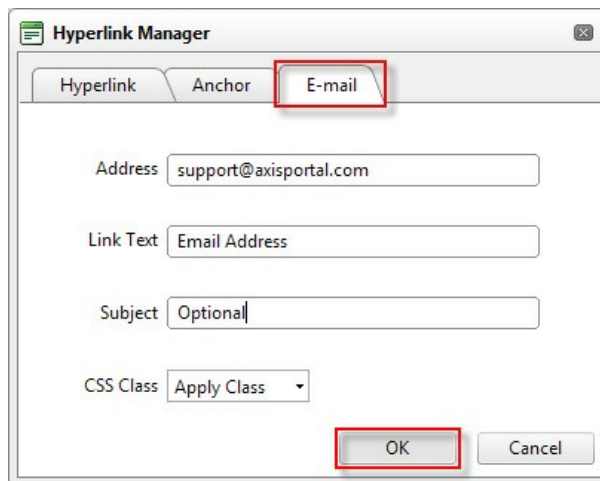 Hyperlink Manager
Hyperlink Anchor E-mail
Address support@axisportal.com
Link Text Email Address
Subject Optional
CSS Class Apply Class
OK Cancel